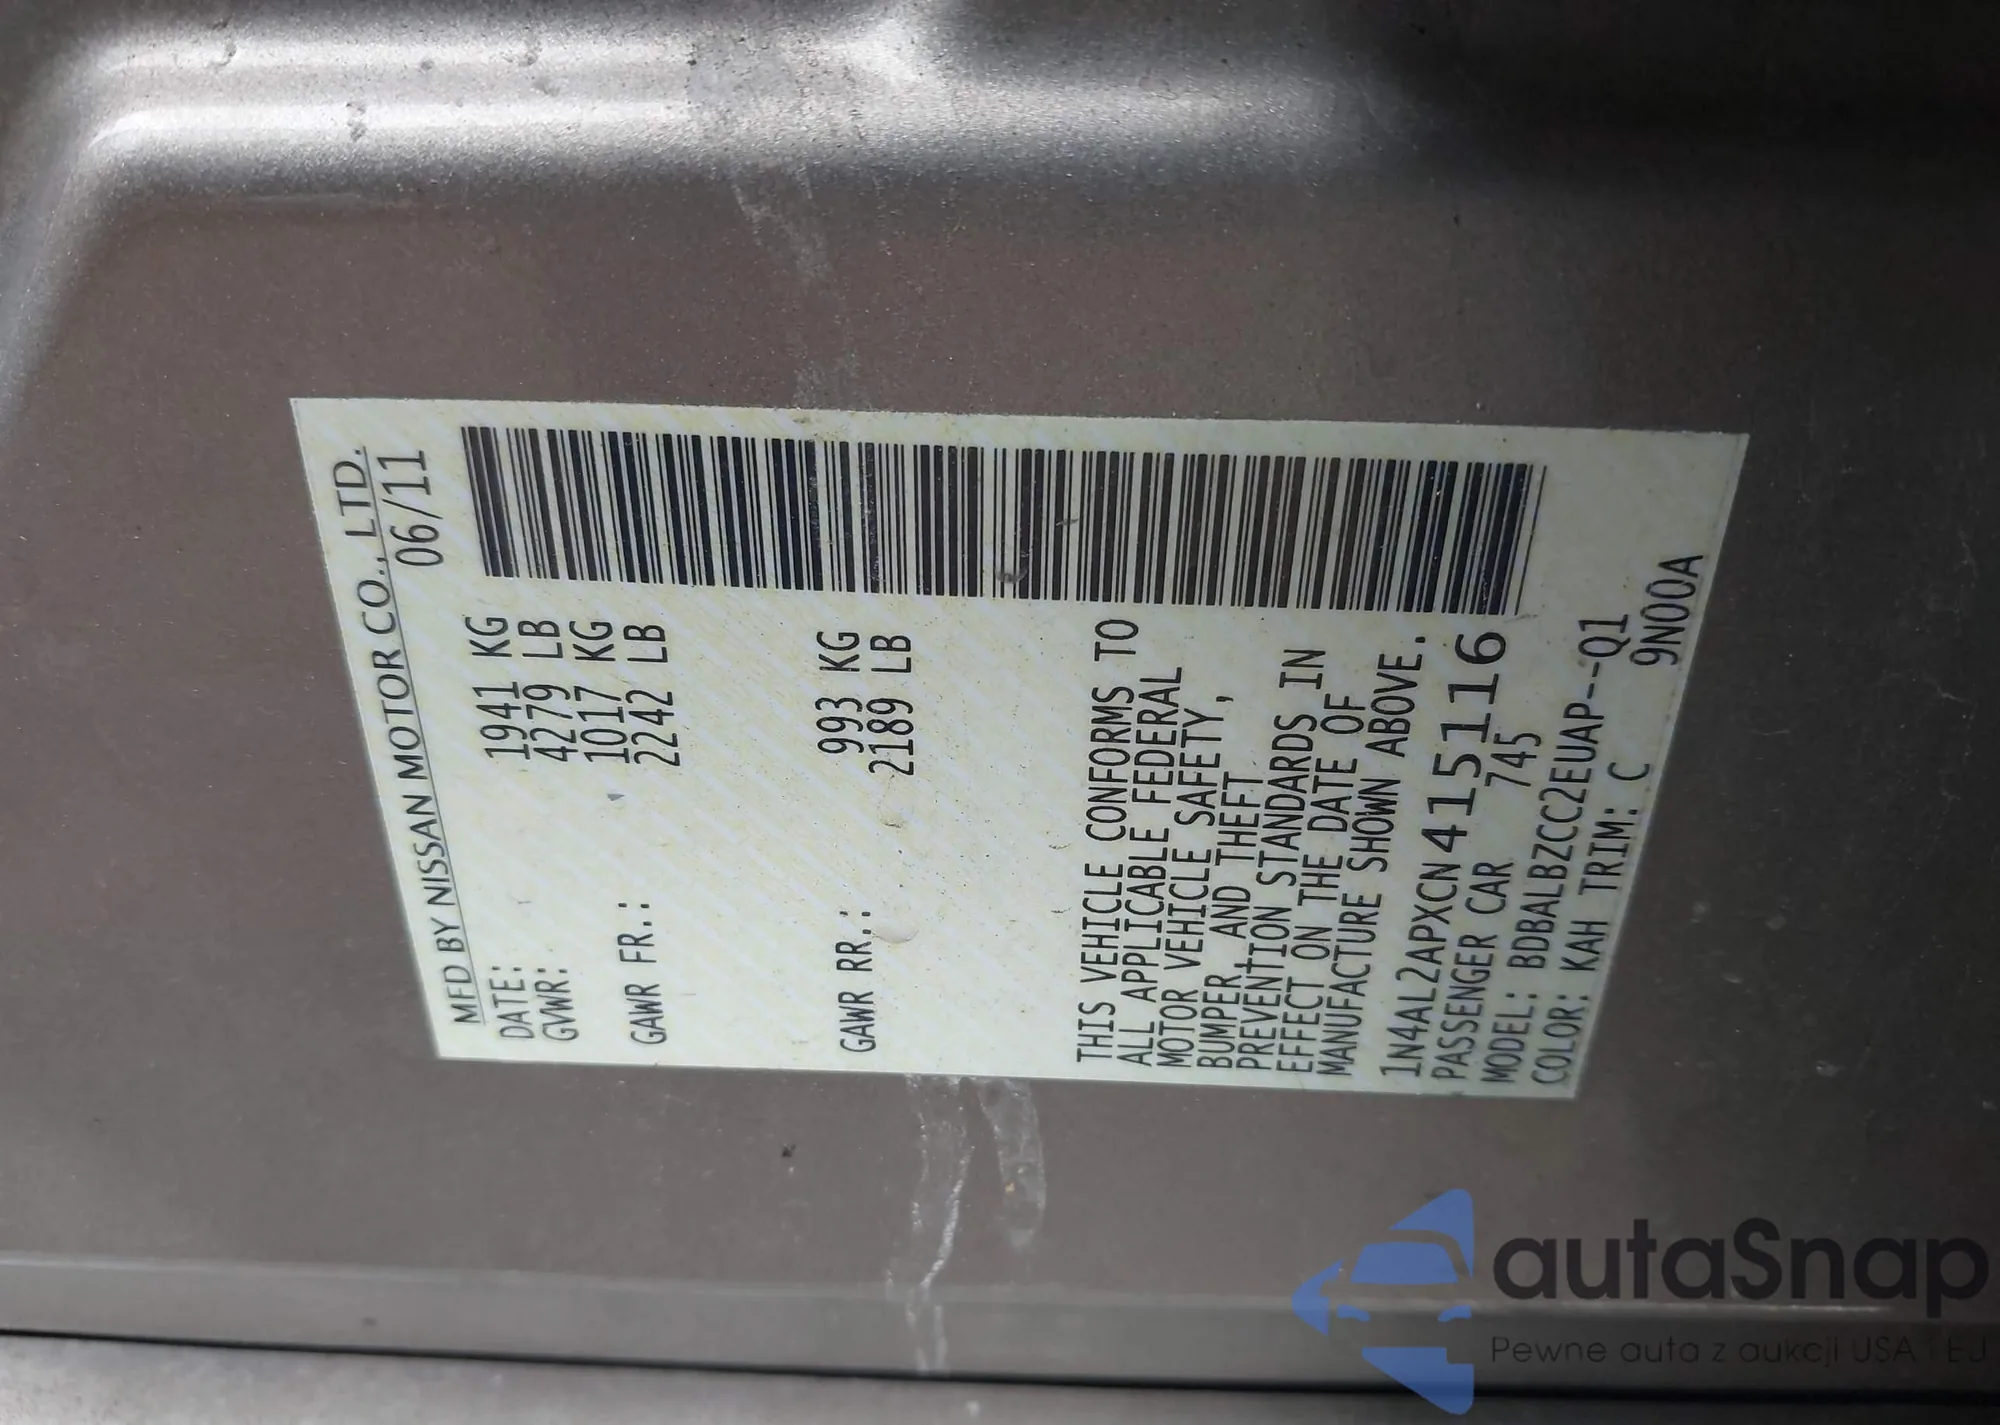 MFD BY NISSAN MOTOR CO., LTD.
DATE: 06/11
GVWR: 1941 KG
4279 LB
GAWR FR.: 1017 KG
2242 LB
GAWR RR.: 993 KG
2189 LB
THIS VEHICLE CONFORMS TO
ALL APPLICABLE FEDERAL
MOTOR VEHICLE SAFETY,
BUMPER, AND THEFT
PREVENTION STANDARDS IN
EFFECT ON THE DATE OF
MANUFACTURE SHOWN ABOVE.
1N4AL2APXCN415116
PASSENGER CAR 745
MODEL: BDBALBZCC2EUAP--Q1
COLOR: KAH TRIM: C 9N00A
autaSnap
Pewne auta z aukcji USA i EU